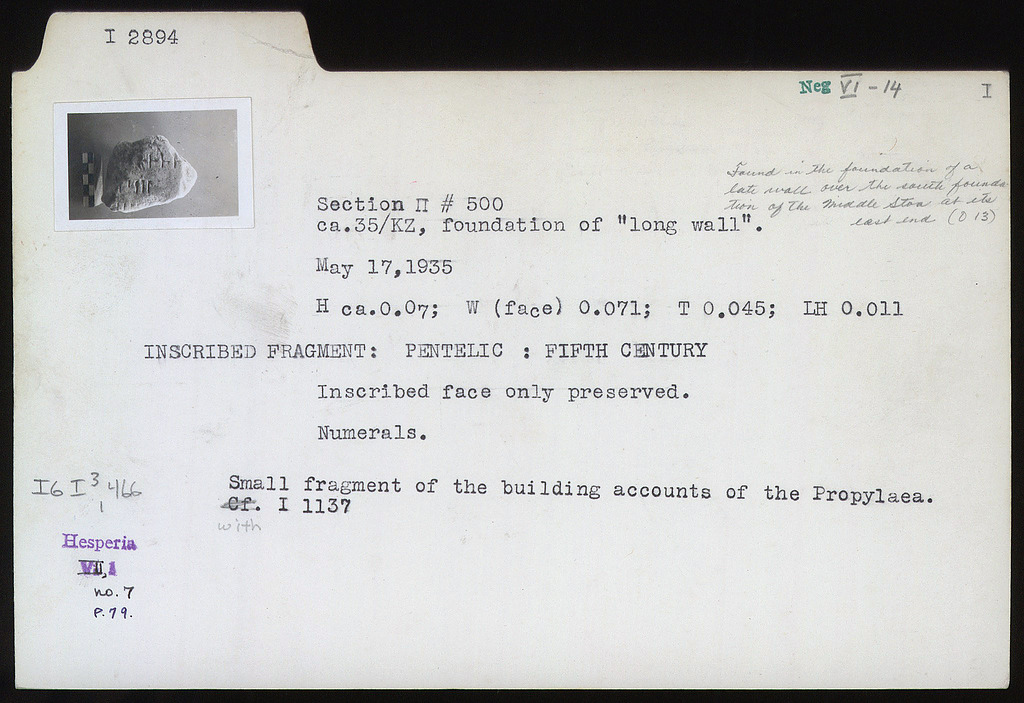 I 2894
Neg VI - 14
I
Found in the foundation of a
late wall over the south founda
tion of the Middle Stoa at its
east end (O 13)
Section Π # 500
ca.35/KZ, foundation of "long wall".
May 17,1935
H ca.0.07; W (face) 0.071; T 0.045; LH 0.011
INSCRIBED FRAGMENT: PENTELIC : FIFTH CENTURY
Inscribed face only preserved.
Numerals.
IG I³ 466
Small fragment of the building accounts of the Propylaea.
Cf. I 1137
with
Hesperia
VII,
no. 7
P. 79.